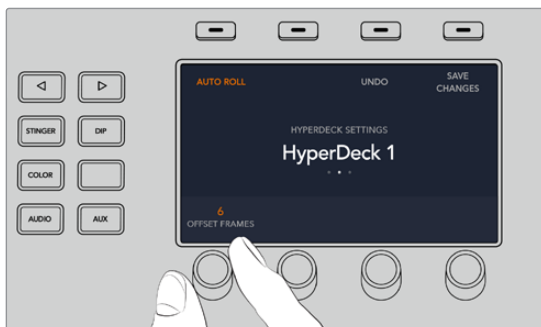 AUTO ROLL
UNDO
SAVE
CHANGES
HYPERDECK SETTINGS
HyperDeck 1
6
OFFSET FRAMES
STINGER
DIP
COLOR
AUDIO
AUX